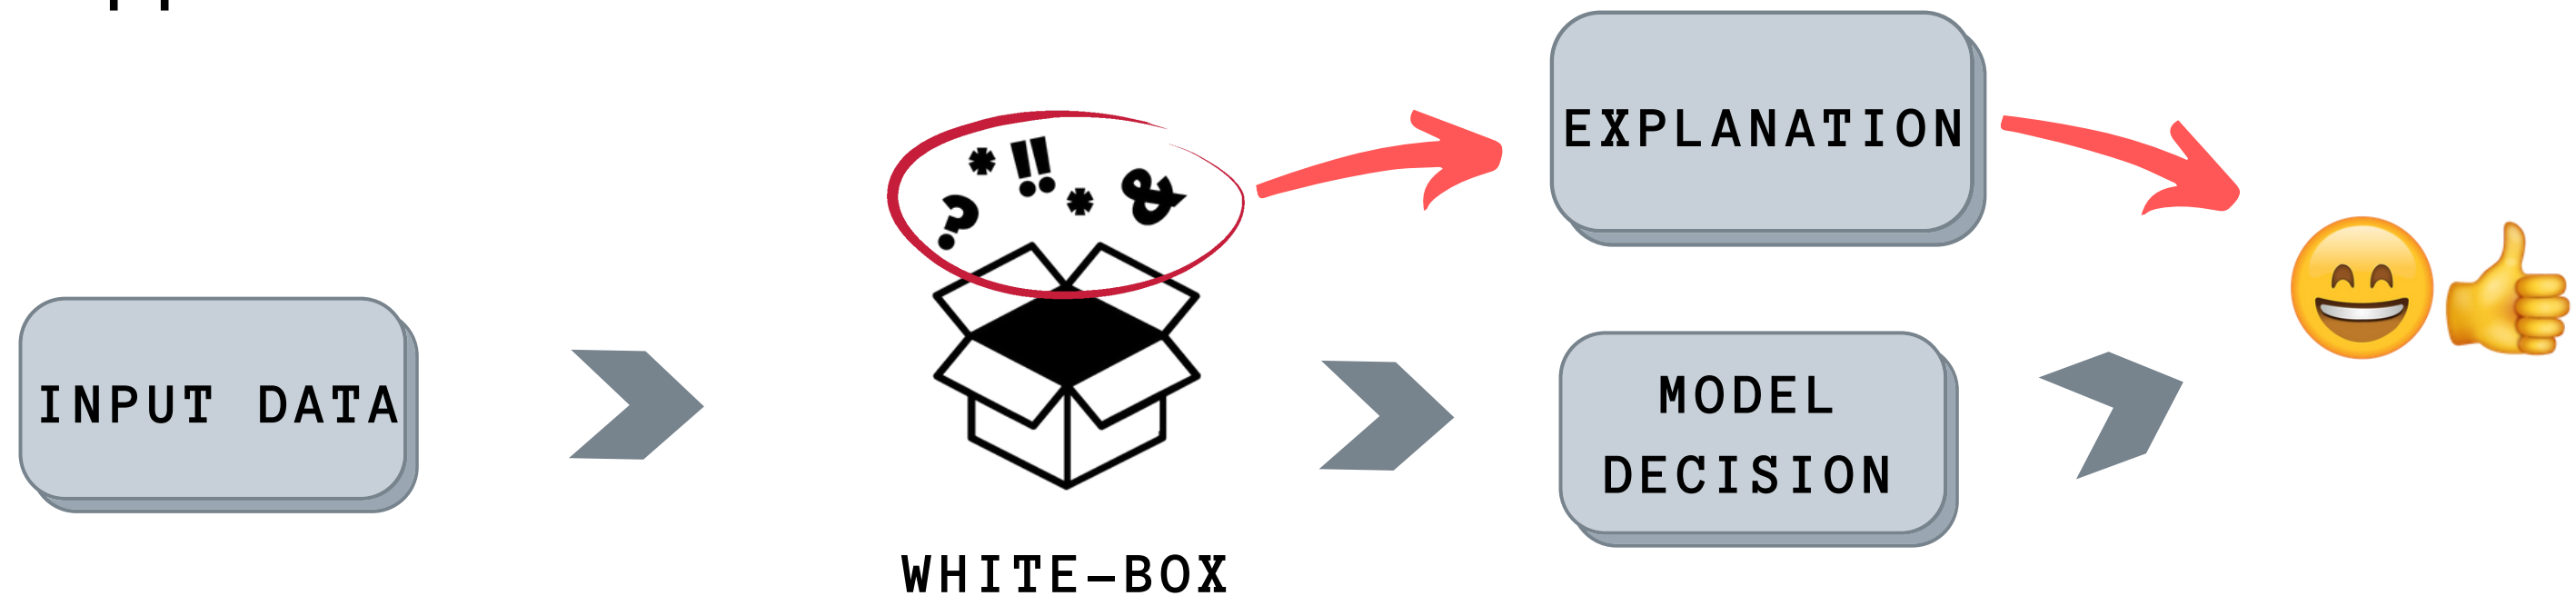 * !! * &
?
EXPLANATION
INPUT DATA
MODEL
DECISION
WHITE-BOX